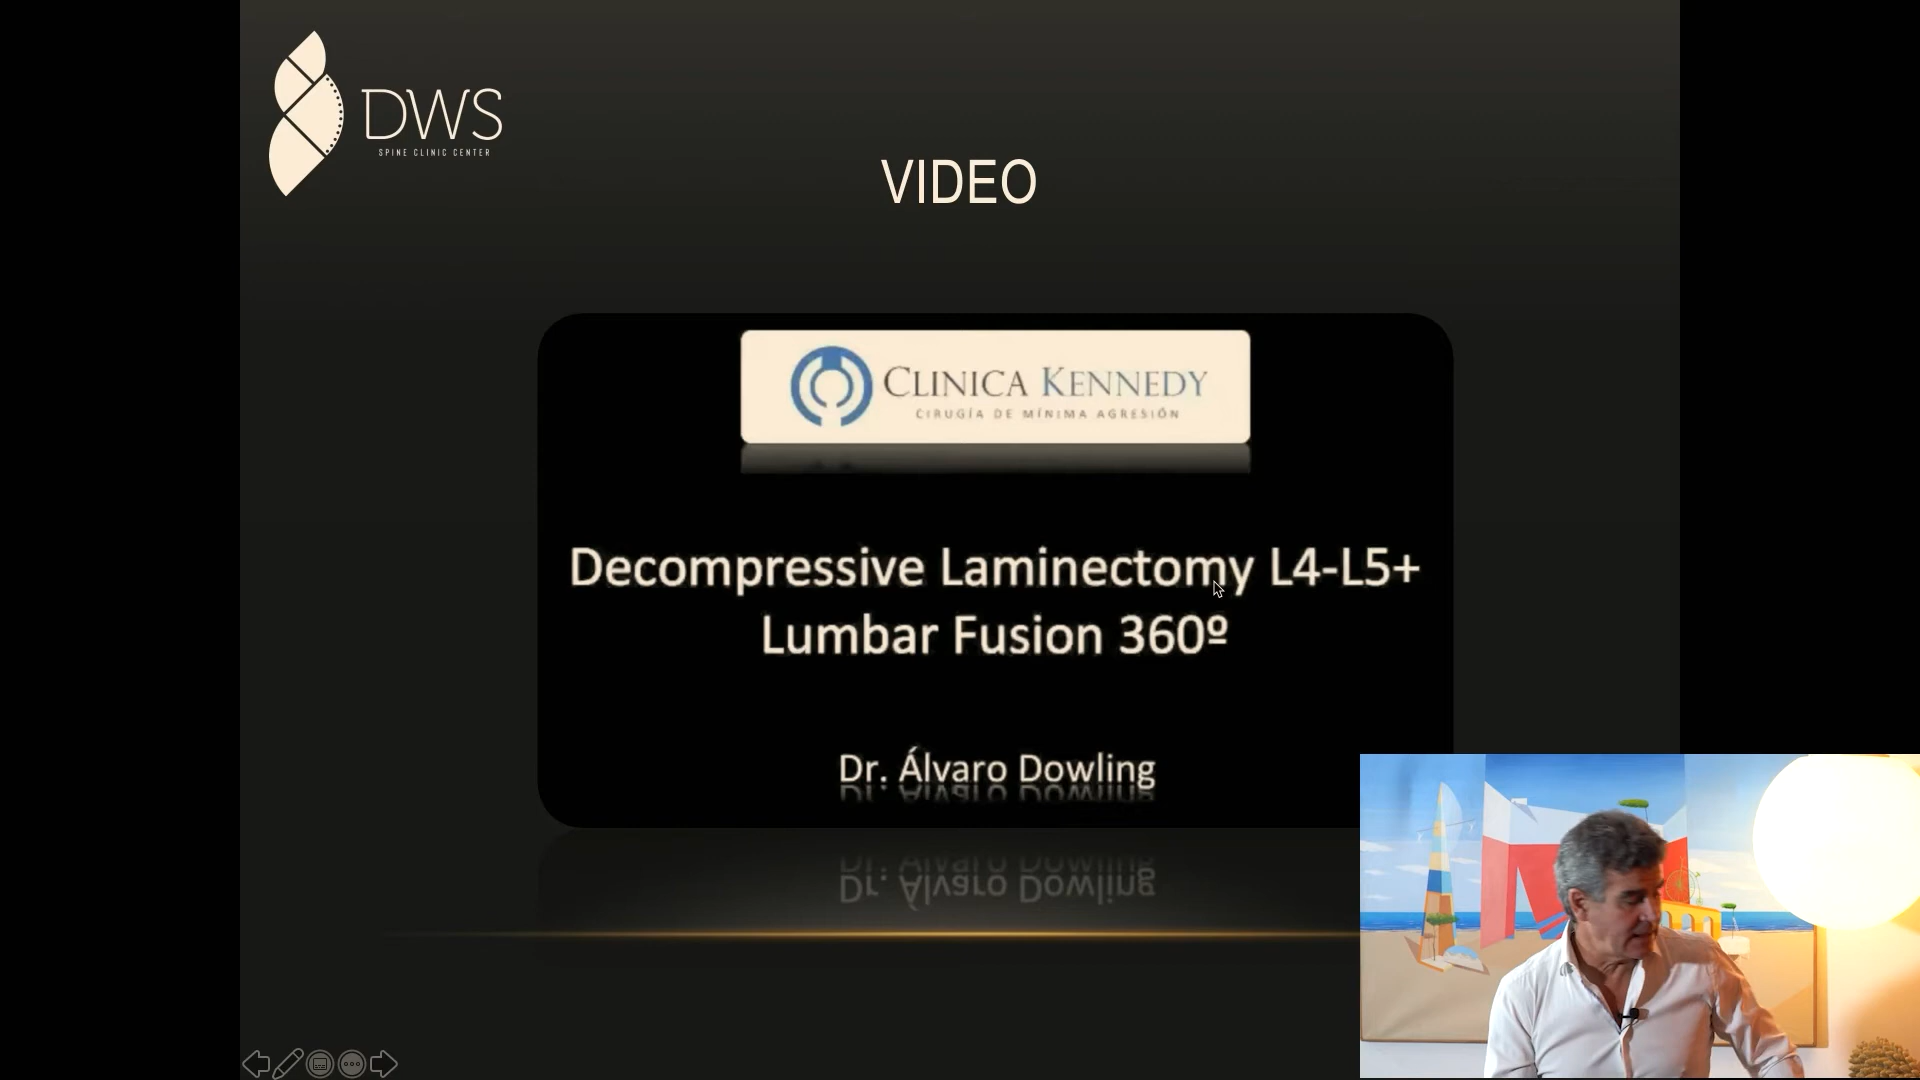 DWS
SPINE CLINIC CENTER
VIDEO
CLINICA KENNEDY
CIRUGÍA DE MÍNIMA AGRESIÓN
Decompressive Laminectomy L4-L5+
Lumbar Fusion 360º
Dr. Álvaro Dowling